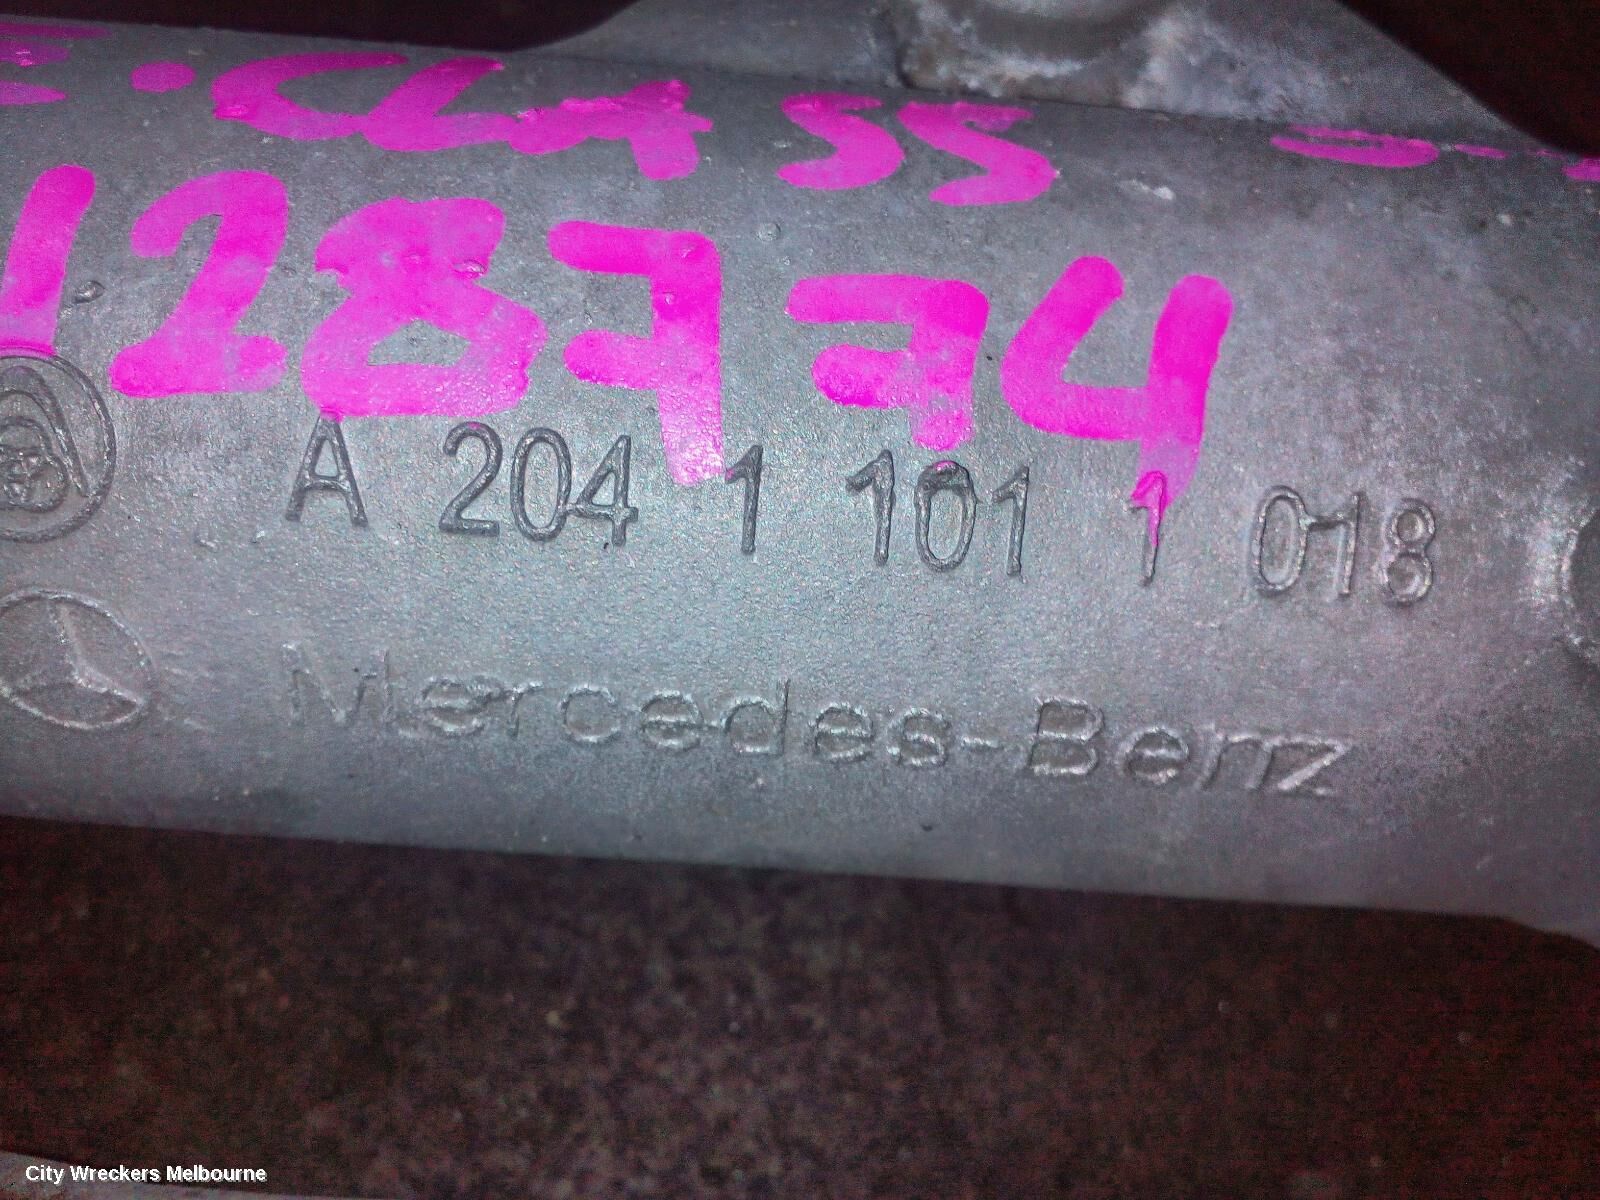 E·CLASS
128774
A 204 1 101 1 018
Mercedes-Benz
City Wreckers Melbourne